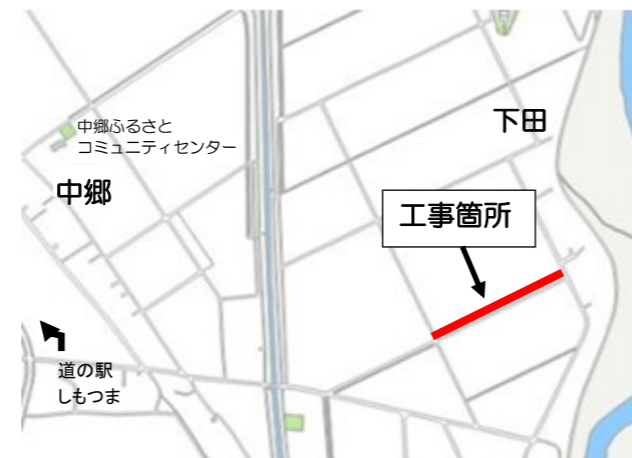 下田
中郷ふるさと
コミュニティセンター
中郷
工事箇所
道の駅
しもつま